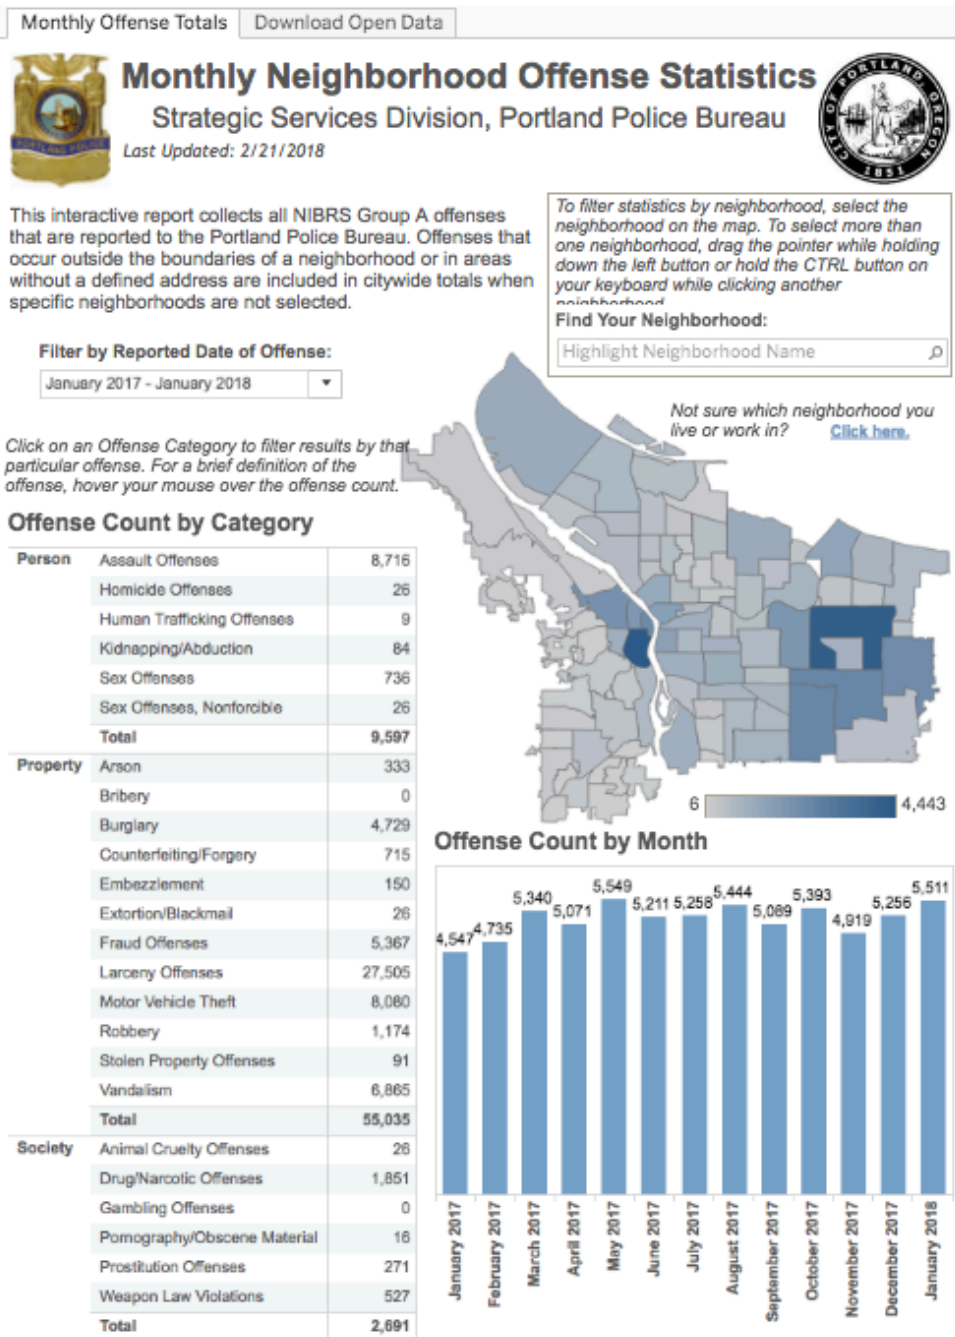 Monthly Offense Totals
Download Open Data
Monthly Neighborhood Offense Statistics
Strategic Services Division, Portland Police Bureau
Last Updated: 2/21/2018
PORTLAND POLICE
CITY OF PORTLAND, OREGON
1851
This interactive report collects all NIBRS Group A offenses
that are reported to the Portland Police Bureau. Offenses that
occur outside the boundaries of a neighborhood or in areas
without a defined address are included in citywide totals when
specific neighborhoods are not selected.
To filter statistics by neighborhood, select the
neighborhood on the map. To select more than
one neighborhood, drag the pointer while holding
down the left button or hold the CTRL button on
your keyboard while clicking another
neighborhood
Find Your Neighborhood:
Highlight Neighborhood Name
Filter by Reported Date of Offense:
January 2017 - January 2018
Not sure which neighborhood you
live or work in? Click here.
Click on an Offense Category to filter results by that
particular offense. For a brief definition of the
offense, hover your mouse over the offense count.
Offense Count by Category
Person Assault Offenses 8,716
Homicide Offenses 26
Human Trafficking Offenses 9
Kidnapping/Abduction 84
Sex Offenses 736
Sex Offenses, Nonforcible 26
Total 9,597
Property Arson 333
Bribery 0
Burglary 4,729
Counterfeiting/Forgery 715
Embezzlement 150
Extortion/Blackmail 26
Fraud Offenses 5,367
Larceny Offenses 27,505
Motor Vehicle Theft 8,080
Robbery 1,174
Stolen Property Offenses 91
Vandalism 6,865
Total 55,035
Society Animal Cruelty Offenses 26
Drug/Narcotic Offenses 1,851
Gambling Offenses 0
Pornography/Obscene Material 16
Prostitution Offenses 271
Weapon Law Violations 527
Total 2,691
6 4,443
Offense Count by Month
4,547 4,735 5,340 5,071 5,549 5,211 5,258 5,444 5,089 5,393 4,919 5,256 5,511
January 2017
February 2017
March 2017
April 2017
May 2017
June 2017
July 2017
August 2017
September 2017
October 2017
November 2017
December 2017
January 2018